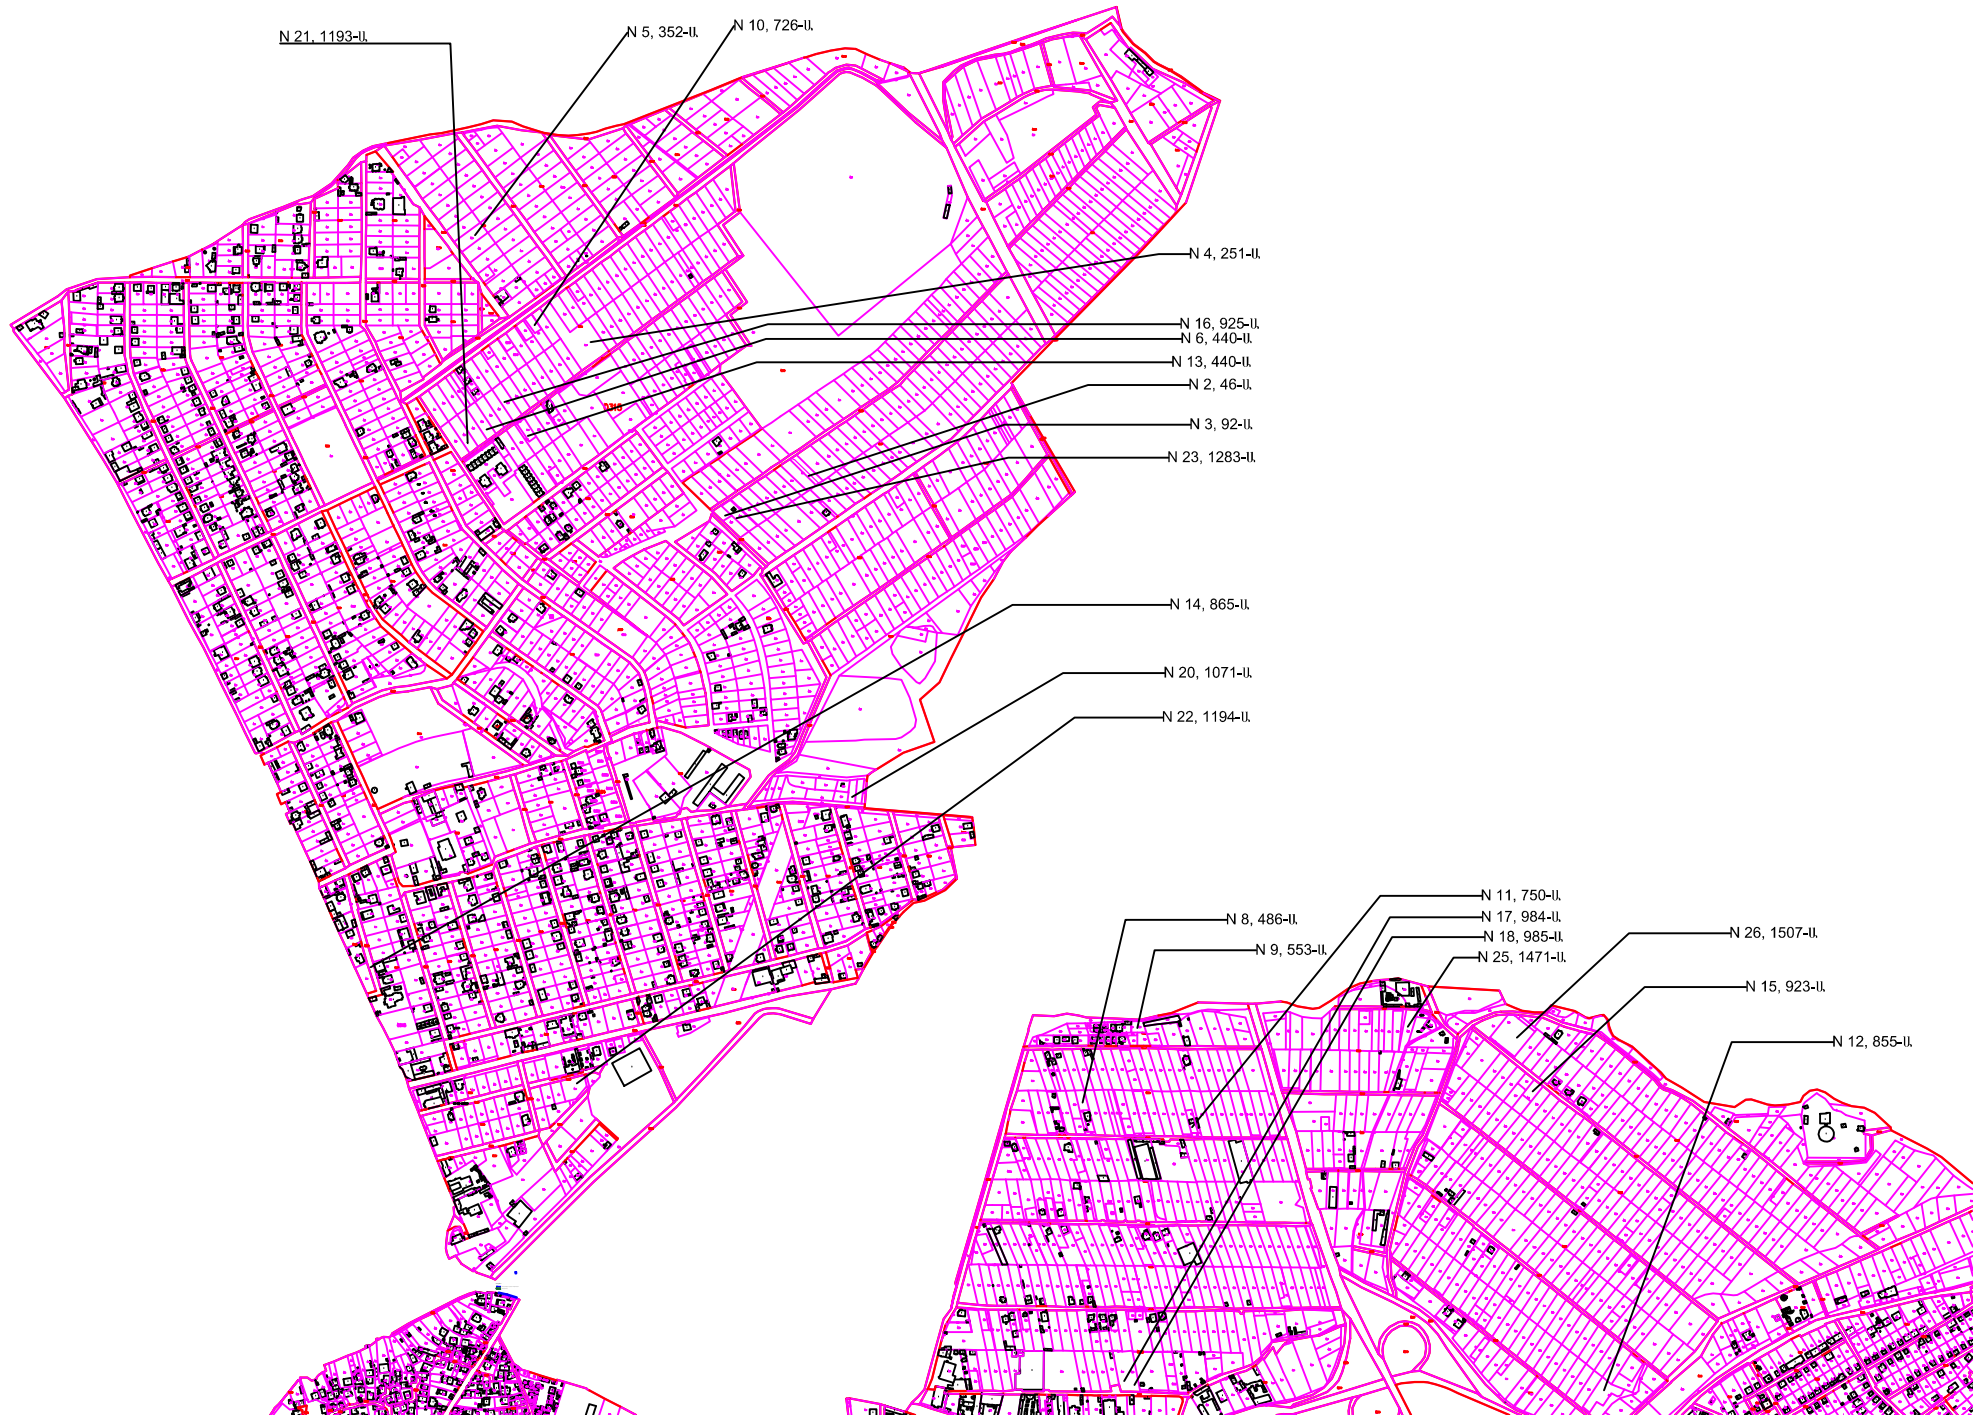 N 21, 1193-Ա
N 5, 352-Ա
N 10, 726-Ա
N 4, 251-Ա
N 16, 925-Ա
N 6, 440-Ա
N 13, 440-Ա
N 2, 46-Ա
N 3, 92-Ա
N 23, 1283-Ա
N 14, 865-Ա
N 20, 1071-Ա
N 22, 1194-Ա
N 11, 750-Ա
N 8, 486-Ա
N 17, 984-Ա
N 18, 985-Ա
N 26, 1507-Ա
N 9, 553-Ա
N 25, 1471-Ա
N 15, 923-Ա
N 12, 855-Ա